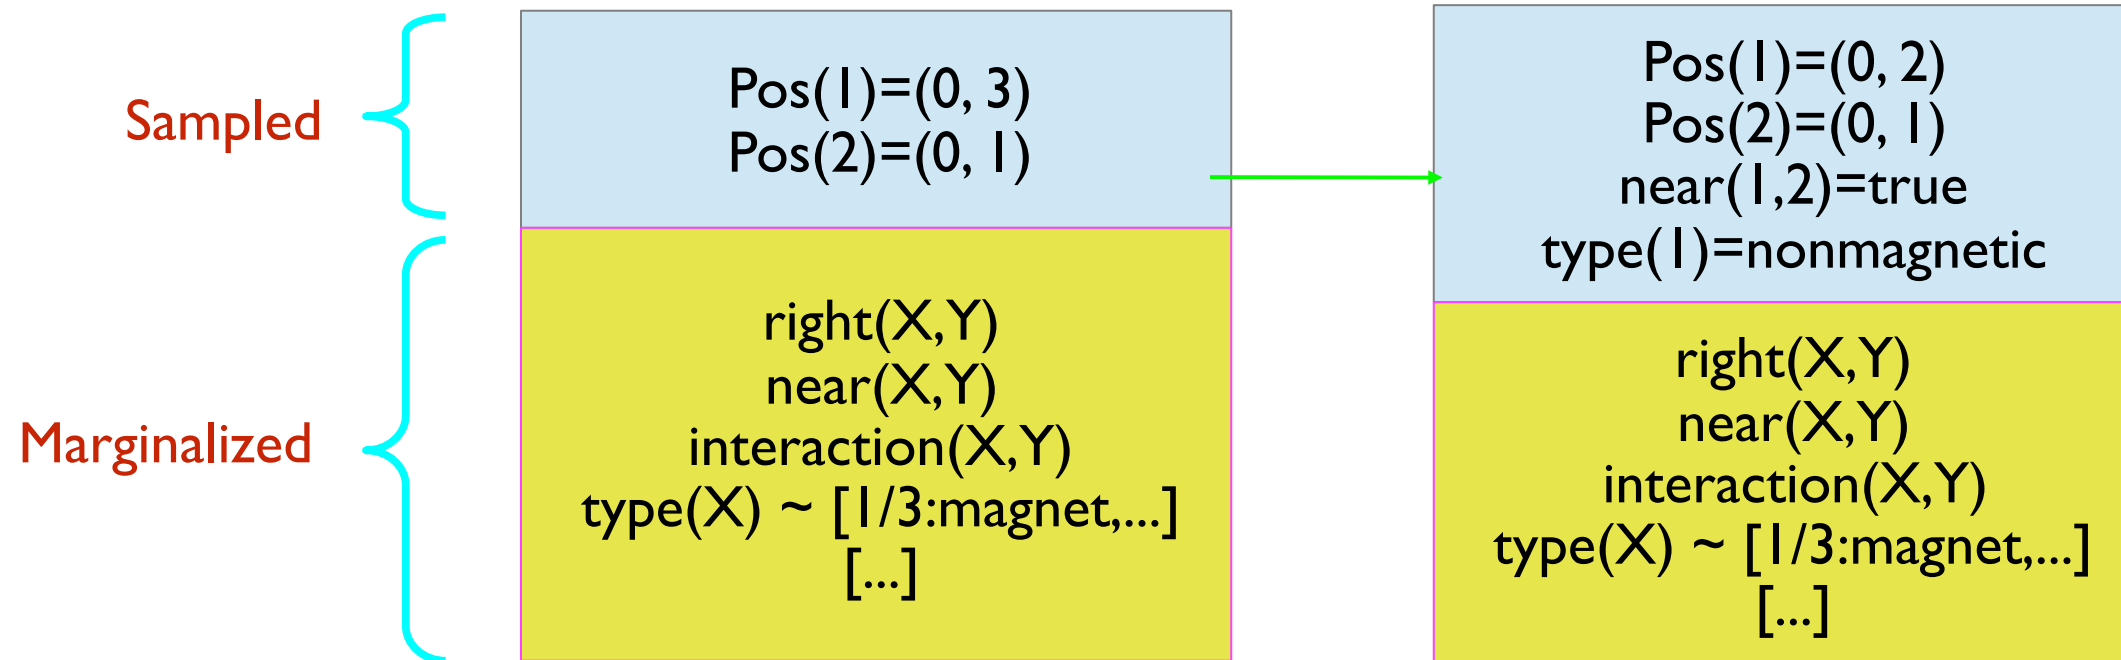 Sampled
Marginalized
Pos(1)=(0, 3)
Pos(2)=(0, 1)
right(X,Y)
near(X,Y)
interaction(X,Y)
type(X) ~ [1/3:magnet,...]
[...]
Pos(1)=(0, 2)
Pos(2)=(0, 1)
near(1,2)=true
type(1)=nonmagnetic
right(X,Y)
near(X,Y)
interaction(X,Y)
type(X) ~ [1/3:magnet,...]
[...]